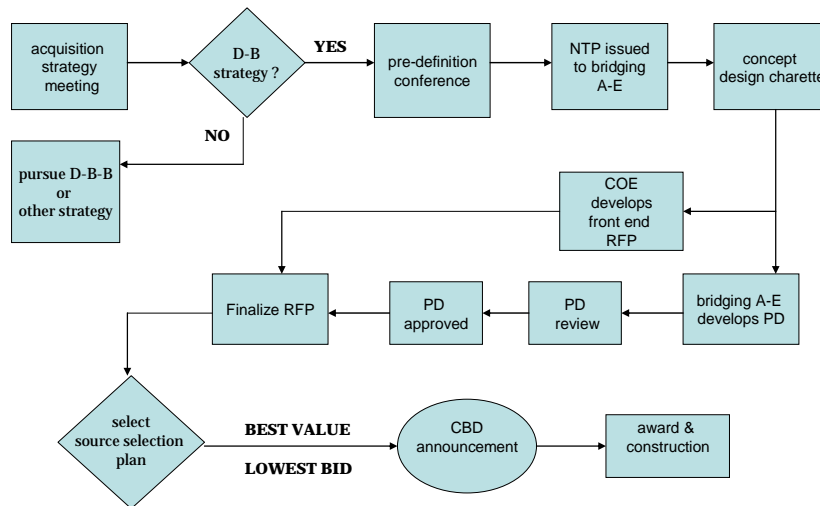 acquisition
strategy
meeting
D-B
strategy ?
YES
pre-definition
conference
NTP issued
to bridging
A-E
concept
design charette
NO
pursue D-B-B
or
other strategy
COE
develops
front end
RFP
Finalize RFP
PD
approved
PD
review
bridging A-E
develops PD
select
source selection
plan
BEST VALUE
LOWEST BID
CBD
announcement
award &
construction